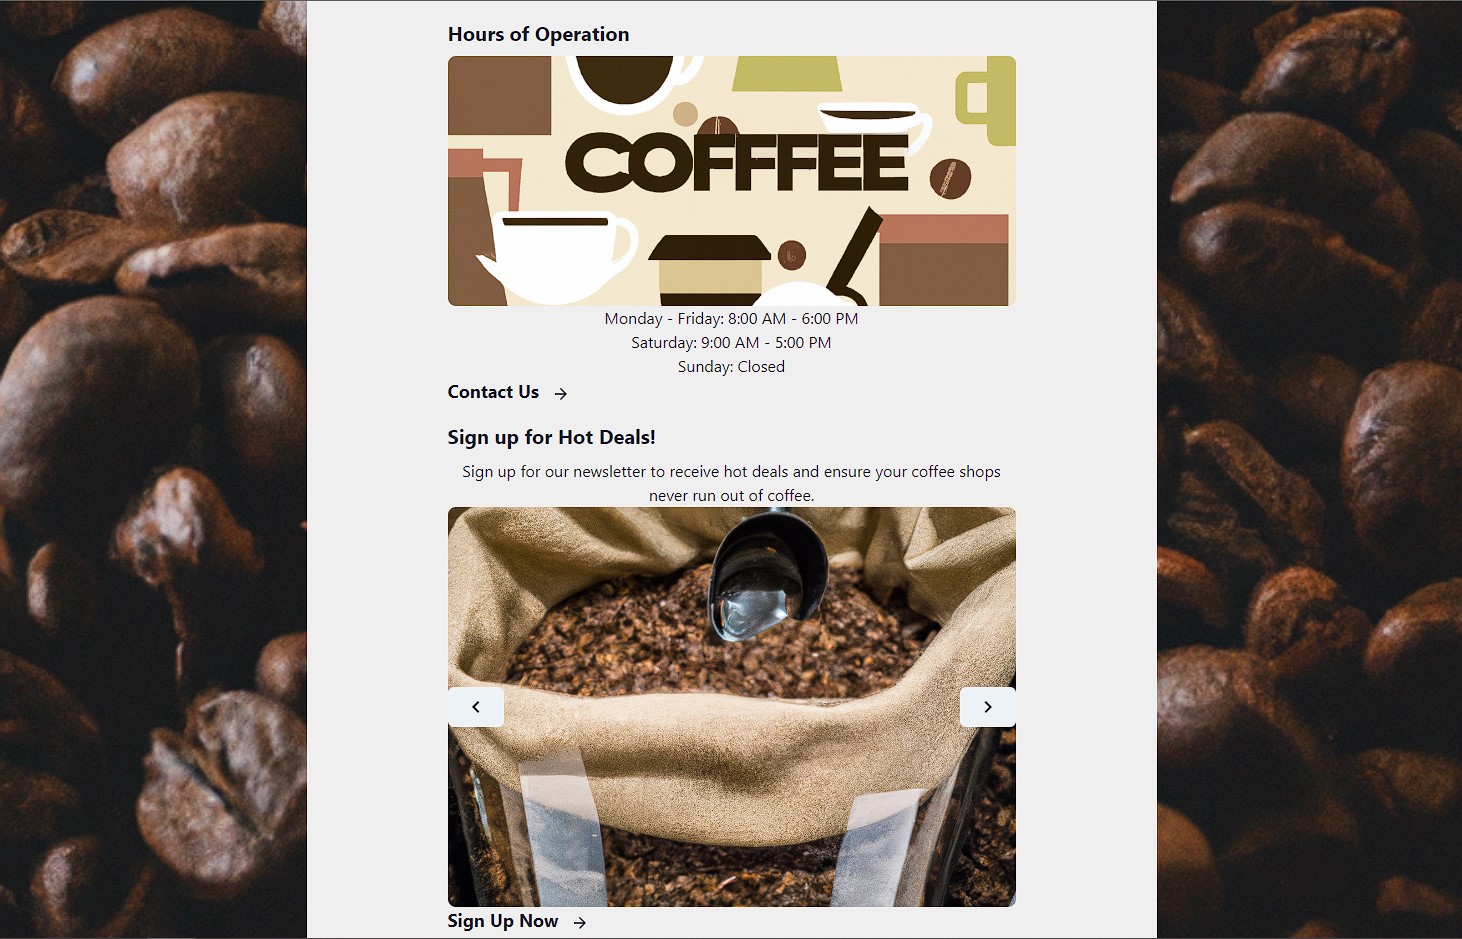 Hours of Operation
COFFFEE
Monday - Friday: 8:00 AM - 6:00 PM
Saturday: 9:00 AM - 5:00 PM
Sunday: Closed
Contact Us
Sign up for Hot Deals!
Sign up for our newsletter to receive hot deals and ensure your coffee shops
never run out of coffee.
Sign Up Now